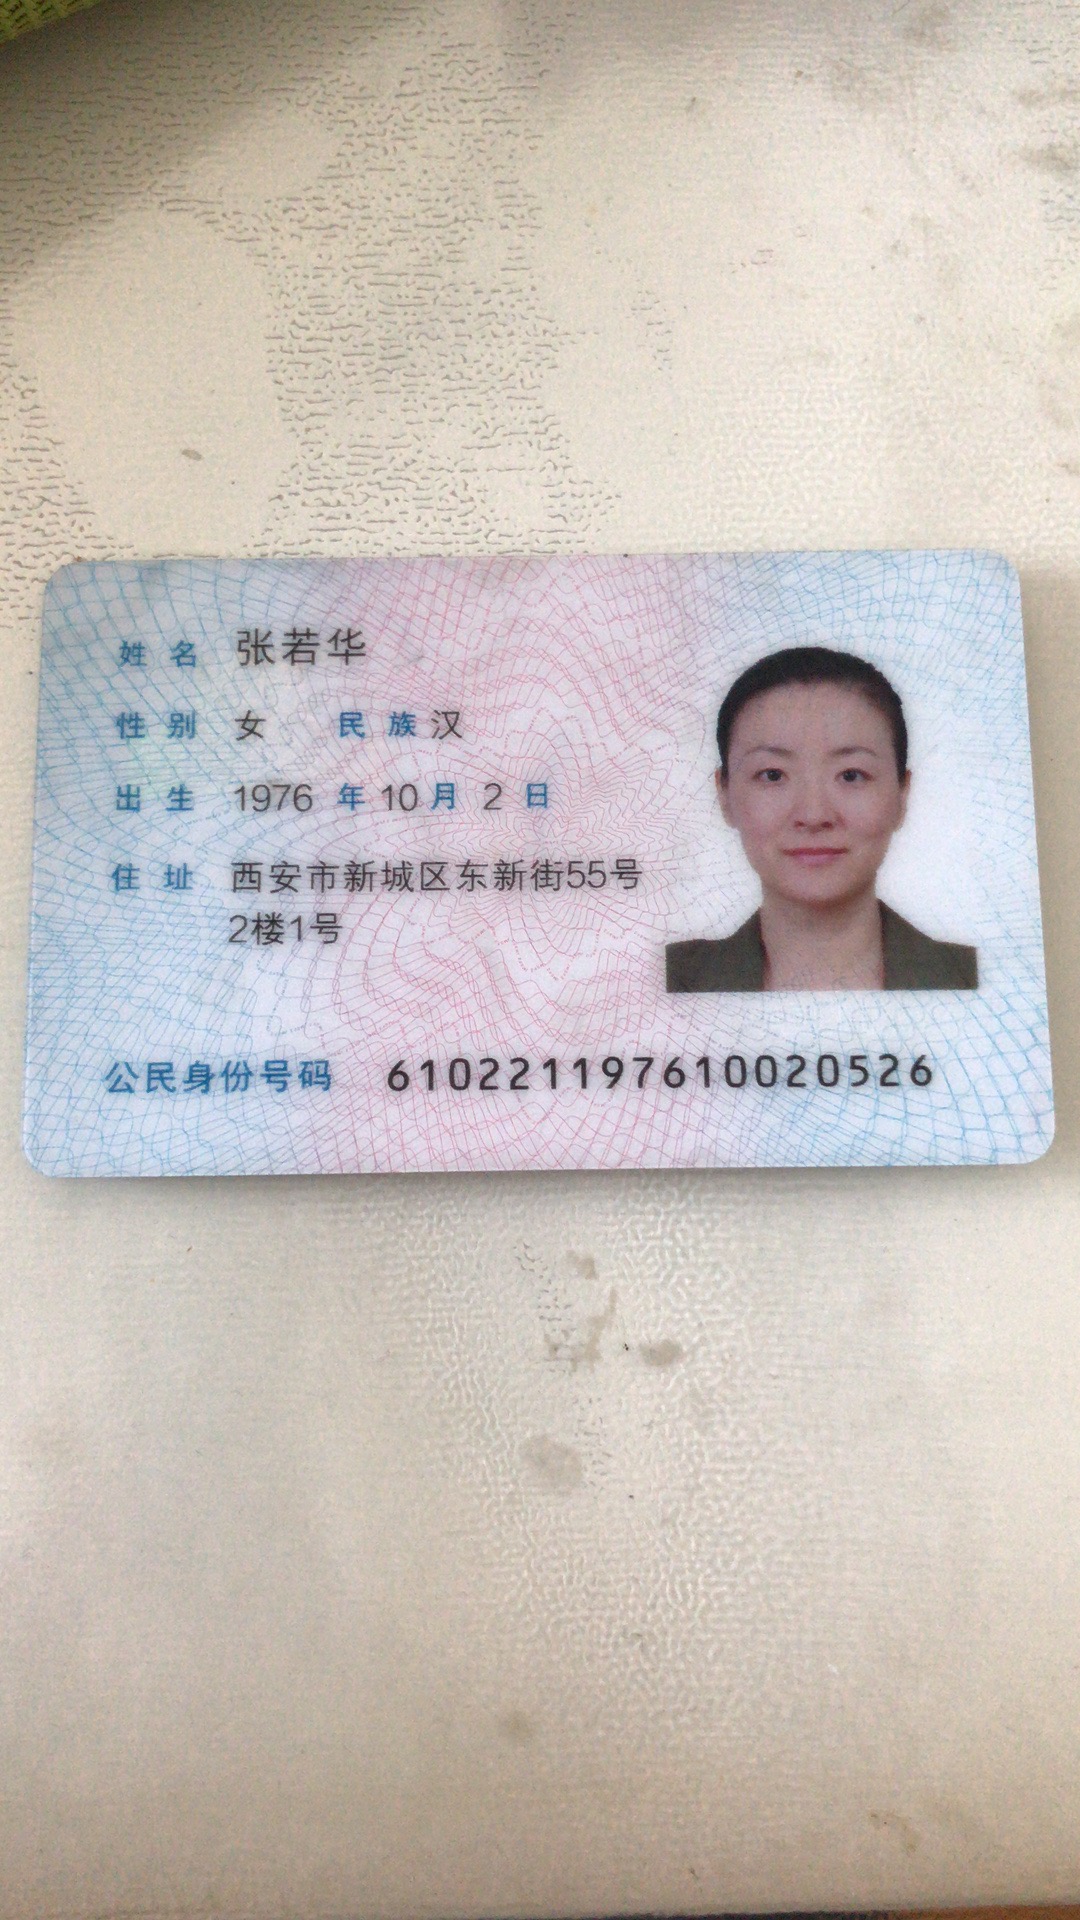 姓名 张若华
性别 女 民族 汉
出生 1976 年 10 月 2 日
住址 西安市新城区东新街55号
2楼1号
公民身份号码 610221197610020526